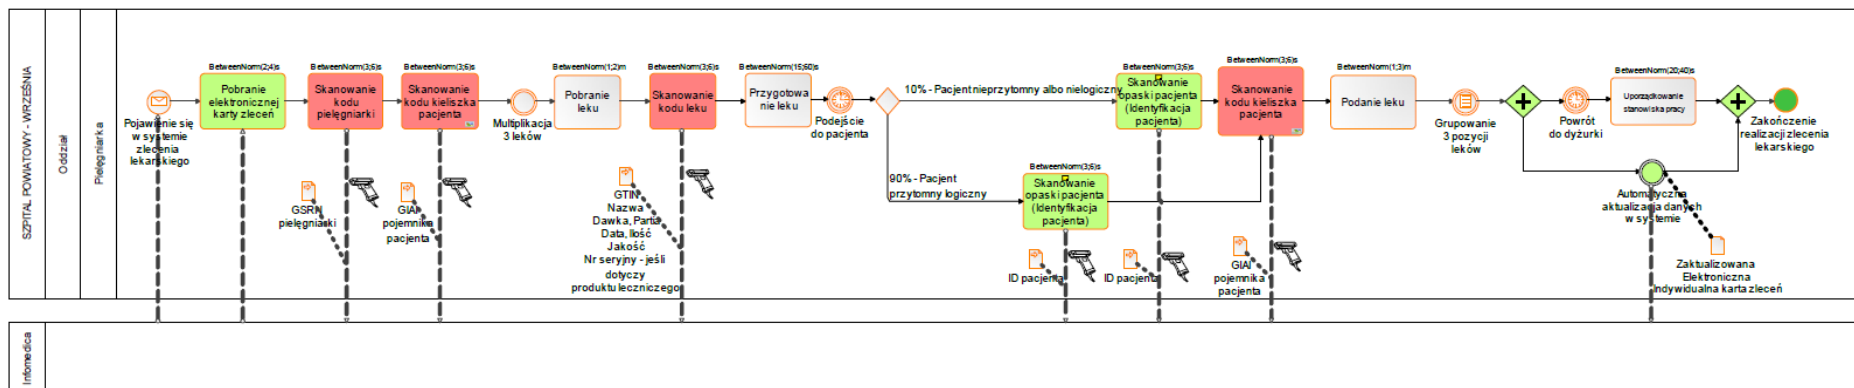 SZPITAL POWIATOWY - WRZEŚNIA
Oddział
Pielęgniarka
Pojawienie się
w systemie
zlecenia
lekarskiego
BetweenNorm(2;4)s
Pobranie
elektronicznej
karty zleceń
BetweenNorm(3;6)s
Skanowanie
kodu
pielęgniarki
GSRN
pielęgniarki
BetweenNorm(3;6)s
Skanowanie
kodu kieliszka
pacjenta
GIAI
pojemnika
pacjenta
Multiplikacja
3 leków
BetweenNorm(1;2)m
Pobranie
leku
BetweenNorm(3;6)s
Skanowanie
kodu leku
GTIN
Nazwa
Dawka, Partia
Data, Ilość
Jakość
Nr seryjny - jeśli
dotyczy
produktu leczniczego
BetweenNorm(15;60)s
Przygotowa
nie leku
Podejście
do pacjenta
10% - Pacjent nieprzytomny albo nielogiczny
90% - Pacjent
przytomny logiczny
BetweenNorm(3;6)s
Skanowanie
opaski pacjenta
(Identyfikacja
pacjenta)
ID pacjenta
BetweenNorm(3;6)s
Skanowanie
opaski pacjenta
(Identyfikacja
pacjenta)
ID pacjenta
BetweenNorm(3;6)s
Skanowanie
kodu kieliszka
pacjenta
GIAI
pojemnika
pacjenta
BetweenNorm(1;3)m
Podanie leku
Grupowanie
3 pozycji
leków
Powrót
do dyżurki
BetweenNorm(20;40)s
Uporządkowanie
stanowiska pracy
Zakończenie
realizacji zlecenia
lekarskiego
Automatyczna
aktualizacja danych
w systemie
Zaktualizowana
Elektroniczna
Indywidualna karta zleceń
Infomedica